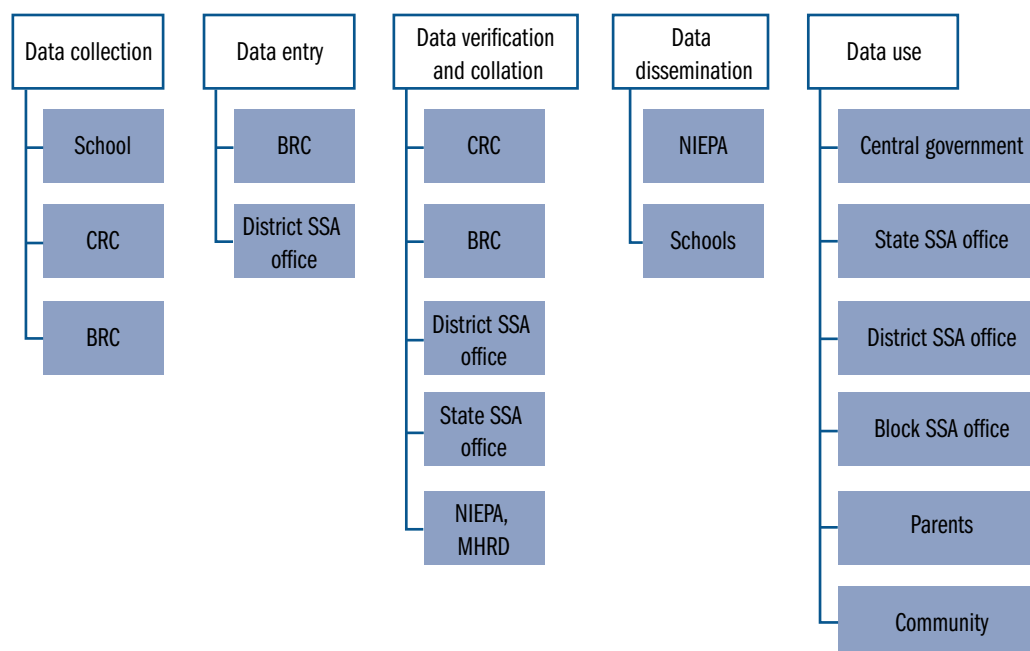 Data collection
School
CRC
BRC
Data entry
BRC
District SSA
office
Data verification
and collation
CRC
BRC
District SSA
office
State SSA
office
NIEPA,
MHRD
Data
dissemination
NIEPA
Schools
Data use
Central government
State SSA office
District SSA office
Block SSA office
Parents
Community